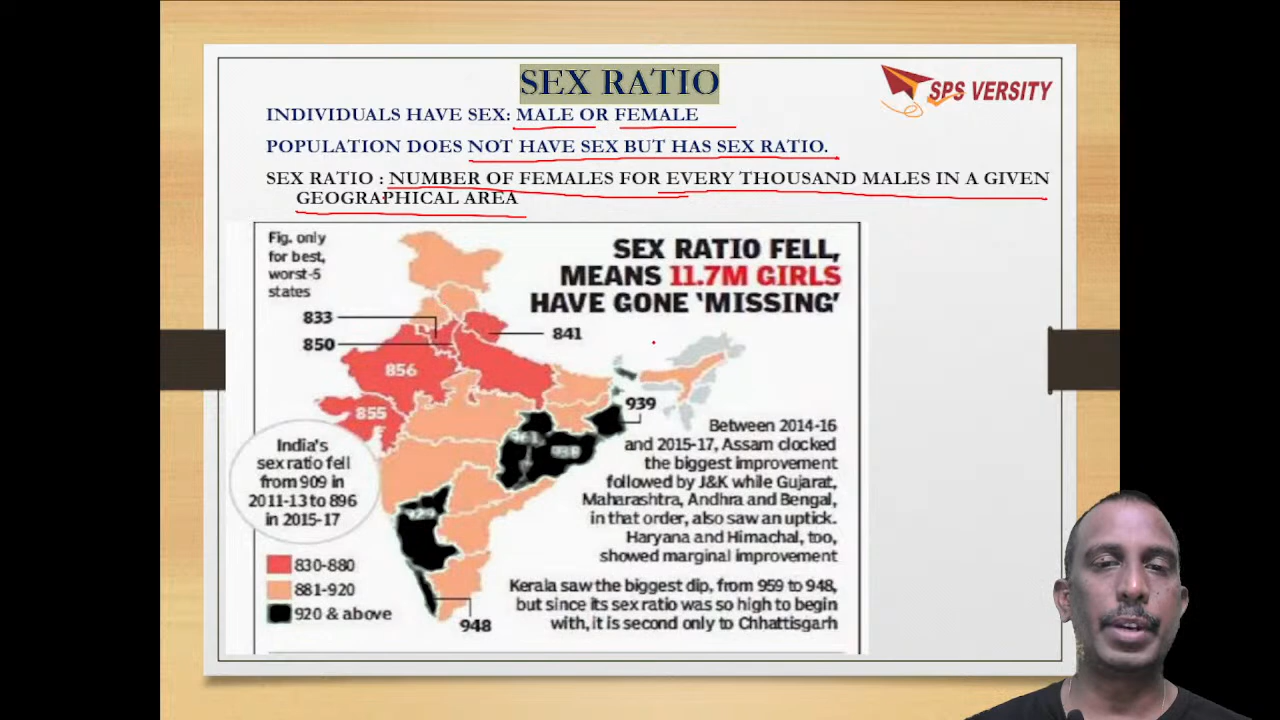 SEX RATIO
SPS VERSITY
INDIVIDUALS HAVE SEX: MALE OR FEMALE
POPULATION DOES NOT HAVE SEX BUT HAS SEX RATIO.
SEX RATIO : NUMBER OF FEMALES FOR EVERY THOUSAND MALES IN A GIVEN
GEOGRAPHICAL AREA
Fig. only
for best,
worst-5
states
SEX RATIO FELL,
MEANS 11.7M GIRLS
HAVE GONE 'MISSING'
833
850
841
856
855
939
961
929
948
India's
sex ratio fell
from 909 in
2011-13 to 896
in 2015-17
Between 2014-16
and 2015-17, Assam clocked
the biggest improvement
followed by J&K while Gujarat,
Maharashtra, Andhra and Bengal,
in that order, also saw an uptick.
Haryana and Himachal, too,
showed marginal improvement
830-880
881-920
920 & above
Kerala saw the biggest dip, from 959 to 948,
but since its sex ratio was so high to begin
with, it is second only to Chhattisgarh